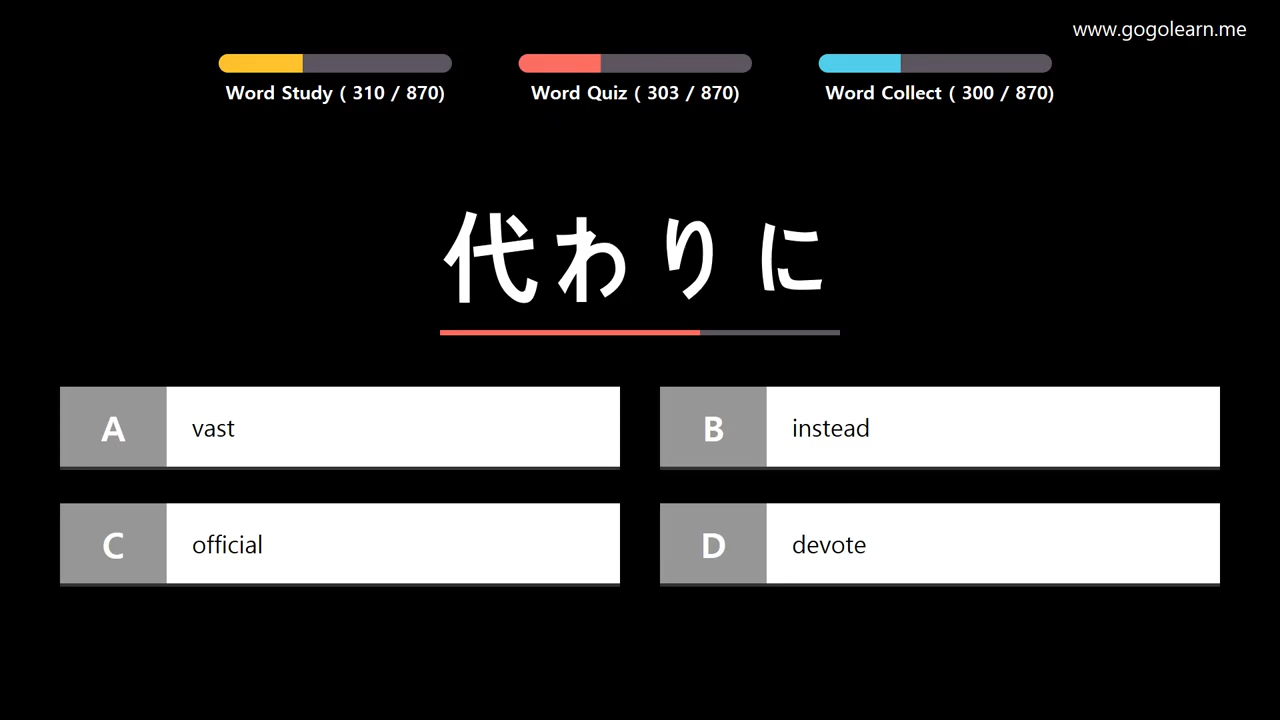 www.gogolearn.me
Word Study ( 310 / 870)
Word Quiz ( 303 / 870)
Word Collect ( 300 / 870)
代わりに
A vast
B instead
C official
D devote